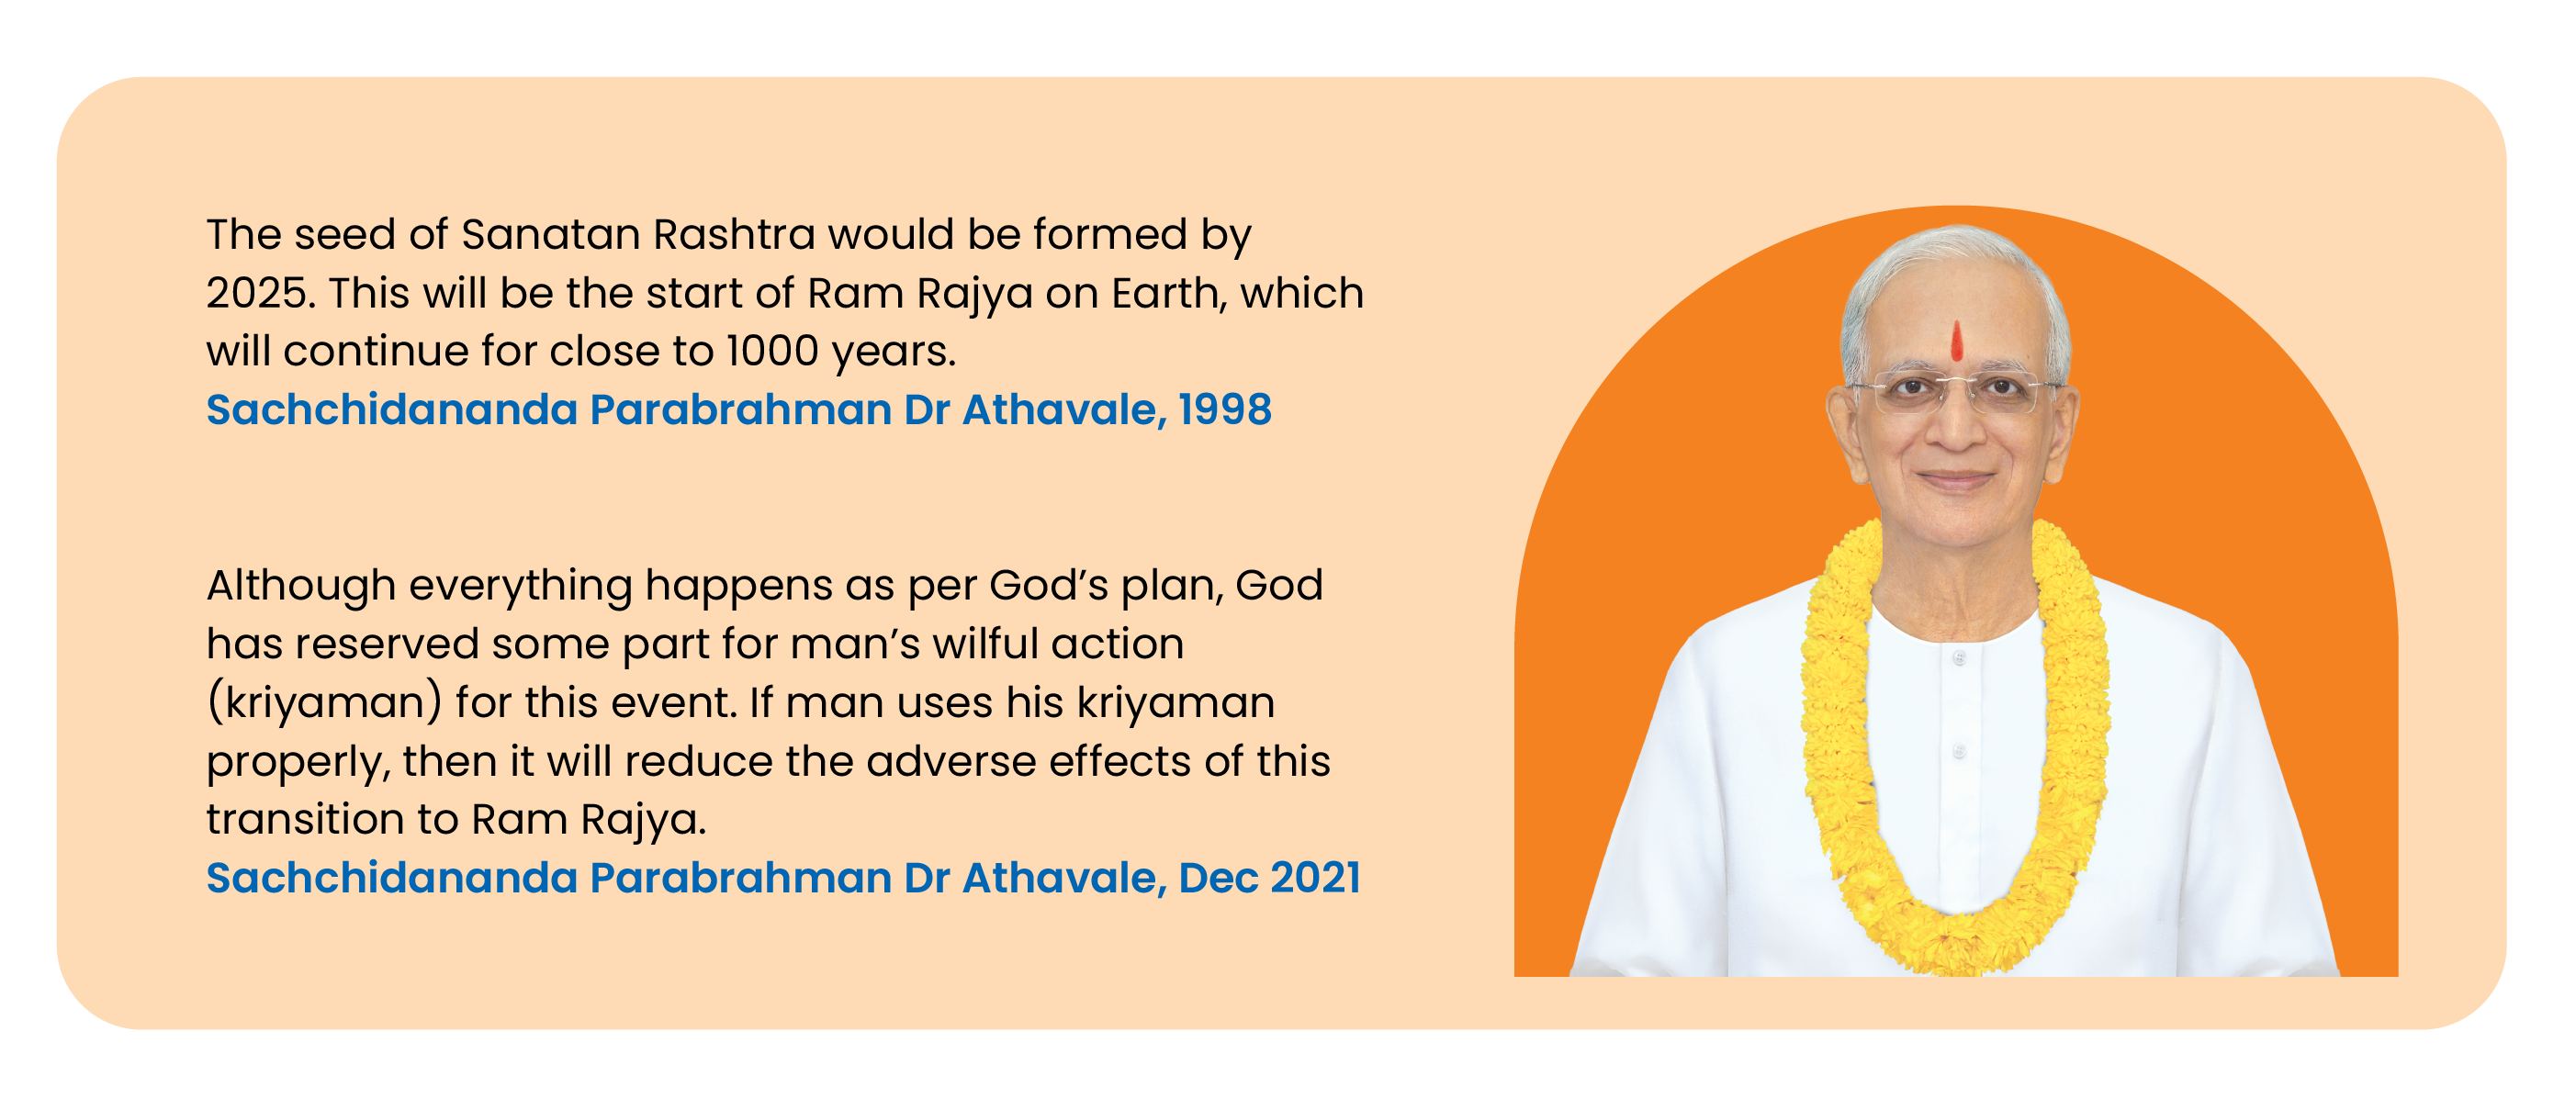 The seed of Sanatan Rashtra would be formed by
2025. This will be the start of Ram Rajya on Earth, which
will continue for close to 1000 years.
Sachchidananda Parabrahman Dr Athavale, 1998
Although everything happens as per God’s plan, God
has reserved some part for man’s wilful action
(kriyaman) for this event. If man uses his kriyaman
properly, then it will reduce the adverse effects of this
transition to Ram Rajya.
Sachchidananda Parabrahman Dr Athavale, Dec 2021